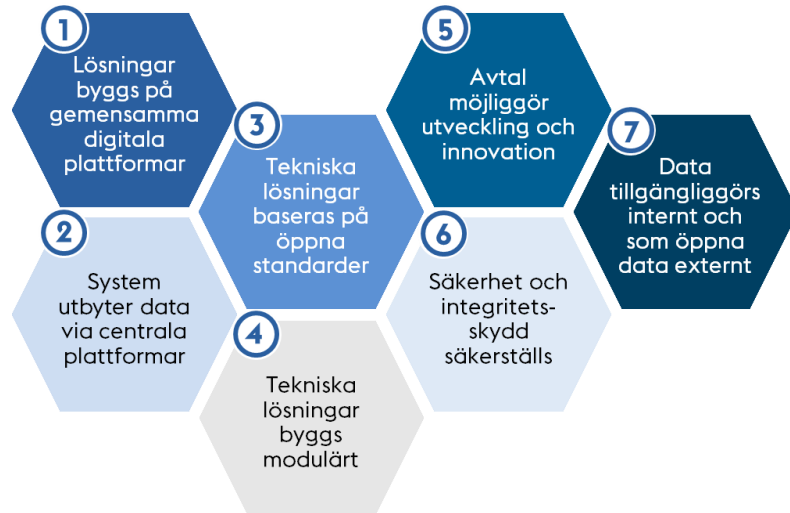 1
Lösningar
byggs på
gemensamma
digitala
plattformar
2
System
utbyter data
via centrala
plattformar
3
Tekniska
lösningar
baseras på
öppna
standarder
4
Tekniska
lösningar
byggs
modulärt
5
Avtal
möjliggör
utveckling och
innovation
6
Säkerhet och
integritets-
skydd
säkerställs
7
Data
tillgängliggörs
internt och
som öppna
data externt